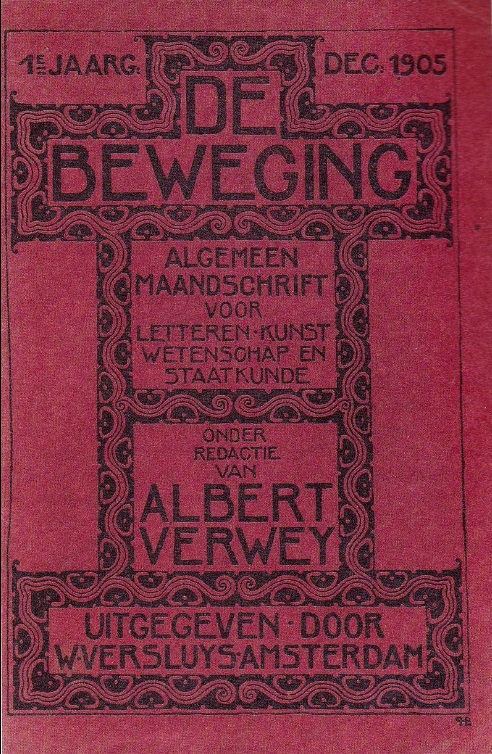 1E JAARG: DEC: 1905
DE
BEWEGING
ALGEMEEN
MAANDSCHRIFT
VOOR
LETTEREN·KUNST
WETENSCHAP EN
STAATKUNDE
ONDER
REDACTIE
VAN
ALBERT
VERWEY
UITGEGEVEN·DOOR
W·VERSLUYS·AMSTERDAM